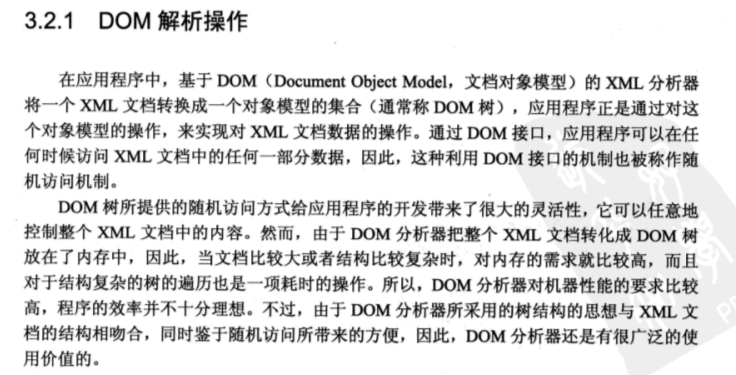 3.2.1 DOM 解析操作
在应用程序中，基于 DOM（Document Object Model，文档对象模型）的 XML 分析器
将一个 XML 文档转换成一个对象模型的集合（通常称 DOM 树），应用程序正是通过对这
个对象模型的操作，来实现对 XML 文档数据的操作。通过 DOM 接口，应用程序可以在任
何时候访问 XML 文档中的任何一部分数据，因此，这种利用 DOM 接口的机制也被称作随
机访问机制。
DOM 树所提供的随机访问方式给应用程序的开发带来了很大的灵活性，它可以任意地
控制整个 XML 文档中的内容。然而，由于 DOM 分析器把整个 XML 文档转化成 DOM 树
放在了内存中，因此，当文档比较大或者结构比较复杂时，对内存的需求就比较高，而且
对于结构复杂的树的遍历也是一项耗时的操作。所以，DOM 分析器对机器性能的要求比较
高，程序的效率并不十分理想。不过，由于 DOM 分析器所采用的树结构的思想与 XML 文
档的结构相吻合，同时鉴于随机访问所带来的方便，因此，DOM 分析器还是有很广泛的使
用价值的。